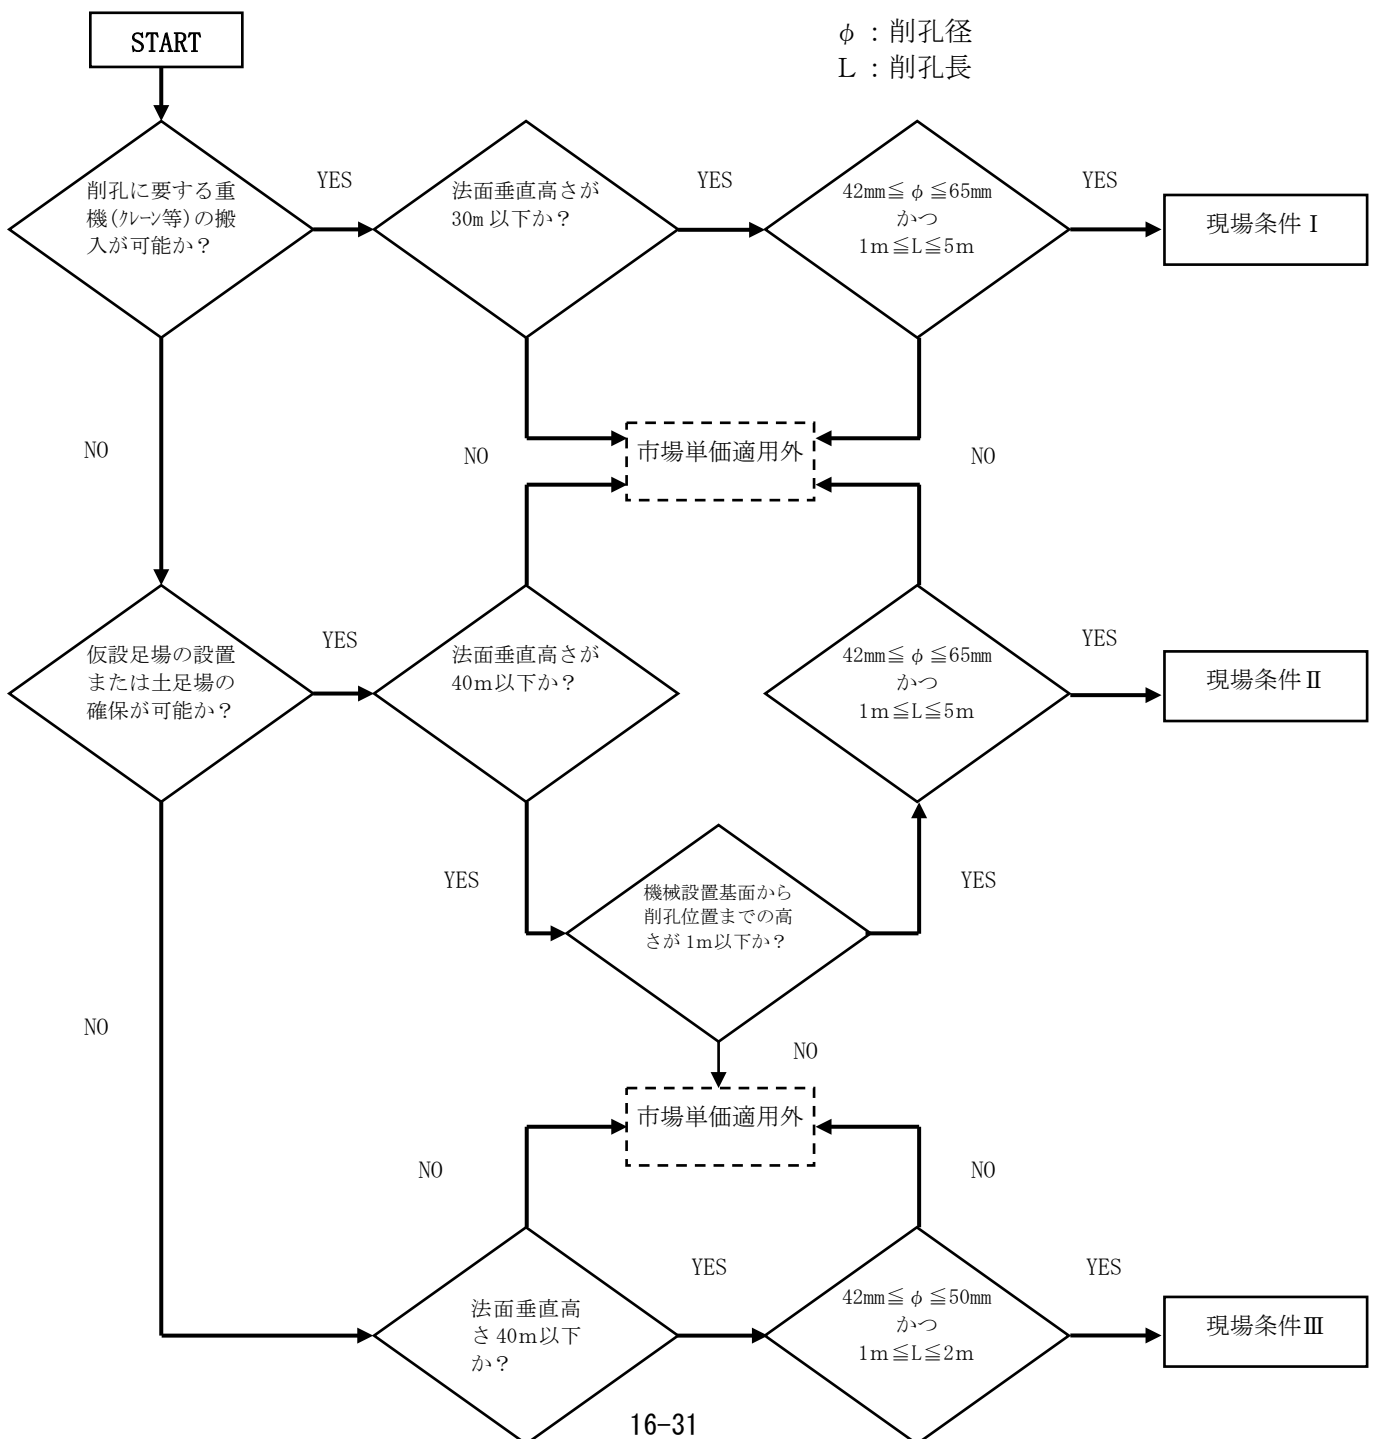 START
φ：削孔径
L：削孔長
削孔に要する重
機(ｸﾚｰﾝ等)の搬
入が可能か？
YES
法面垂直高さが
30m 以下か？
YES
42mm≦φ≦65mm
かつ
1m≦L≦5m
YES
現場条件Ⅰ
NO
NO
市場単価適用外
NO
仮設足場の設置
または土足場の
確保が可能か？
YES
法面垂直高さが
40m以下か？
42mm≦φ≦65mm
かつ
1m≦L≦5m
YES
現場条件Ⅱ
YES
機械設置基面から
削孔位置までの高
さが 1m以下か？
YES
NO
NO
市場単価適用外
NO
NO
法面垂直高
さ 40m以下
か？
YES
42mm≦φ≦50mm
かつ
1m≦L≦2m
YES
現場条件Ⅲ
16-31